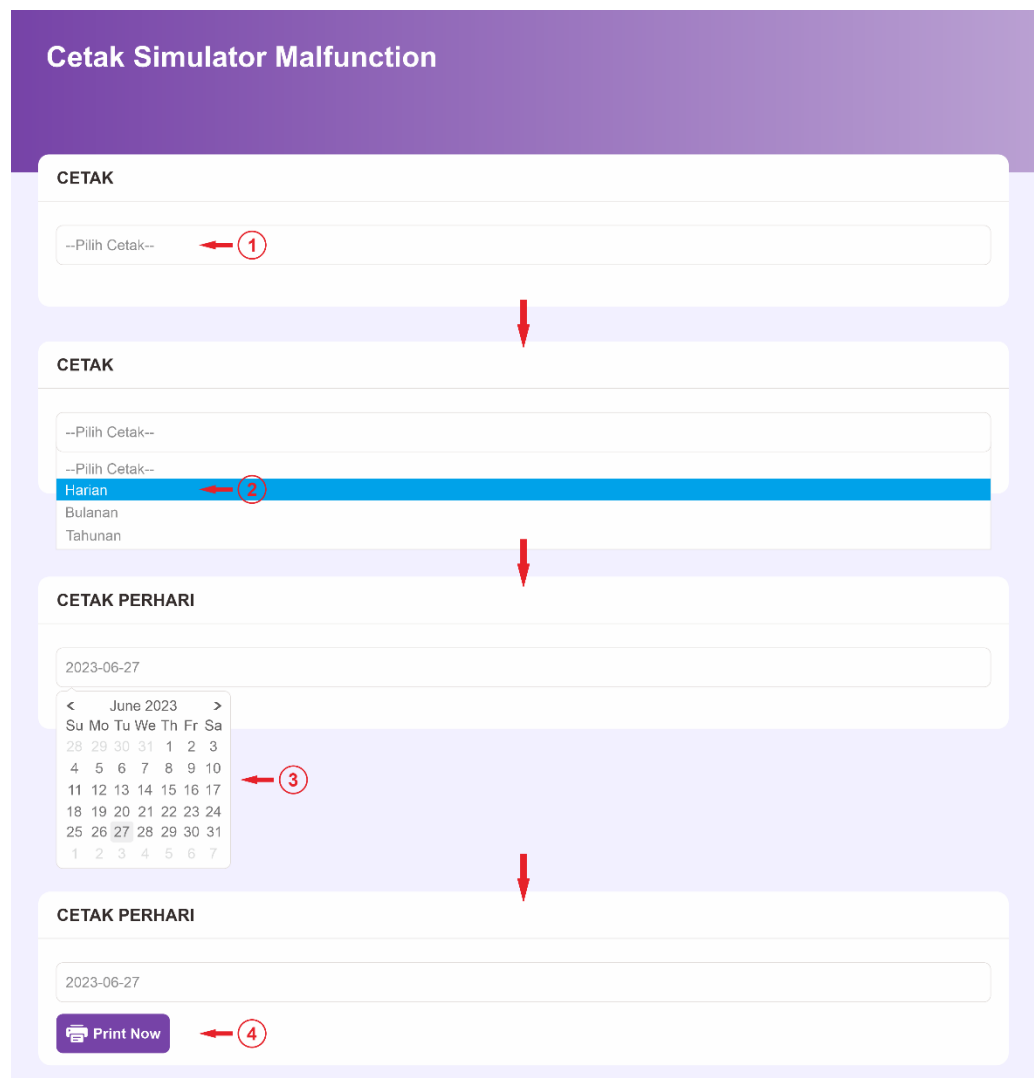 Cetak Simulator Malfunction
CETAK
--Pilih Cetak-- 1
CETAK
--Pilih Cetak--
--Pilih Cetak--
Harian 2
Bulanan
Tahunan
CETAK PERHARI
2023-06-27
< June 2023 >
Su Mo Tu We Th Fr Sa
28 29 30 31 1 2 3
4 5 6 7 8 9 10
11 12 13 14 15 16 17
18 19 20 21 22 23 24
25 26 27 28 29 30 31
1 2 3 4 5 6 7
3
CETAK PERHARI
2023-06-27
Print Now 4